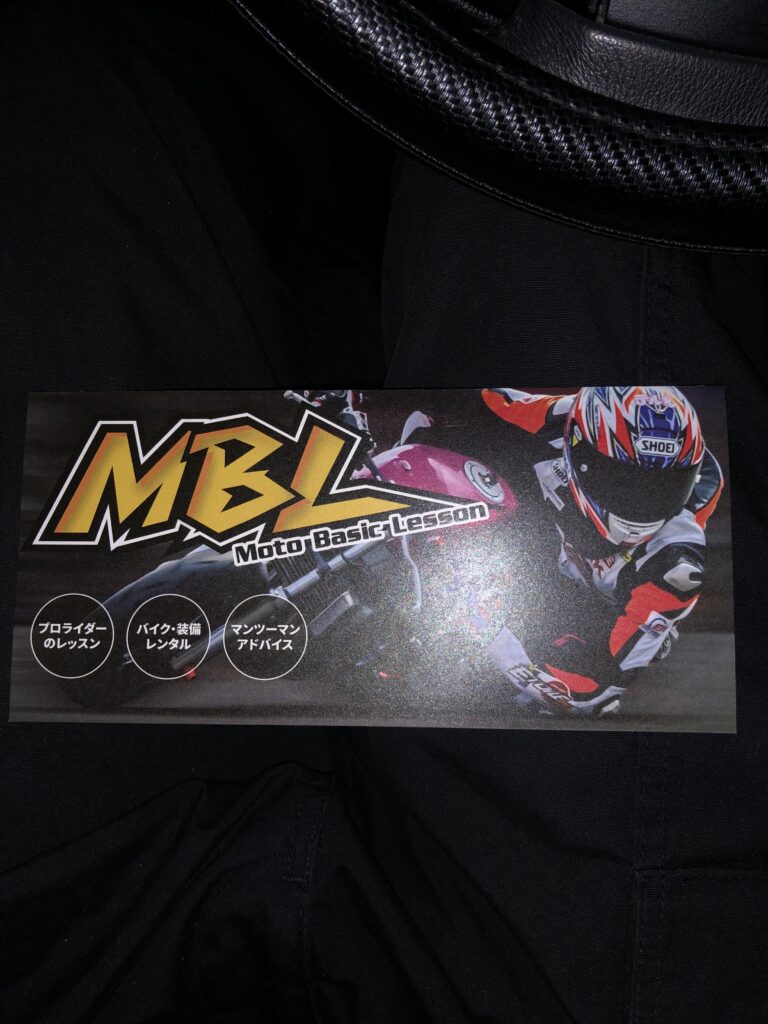 MBL
Moto Basic Lesson
SHOEI
プロライダー
のレッスン
バイク・装備
レンタル
マンツーマン
アドバイス